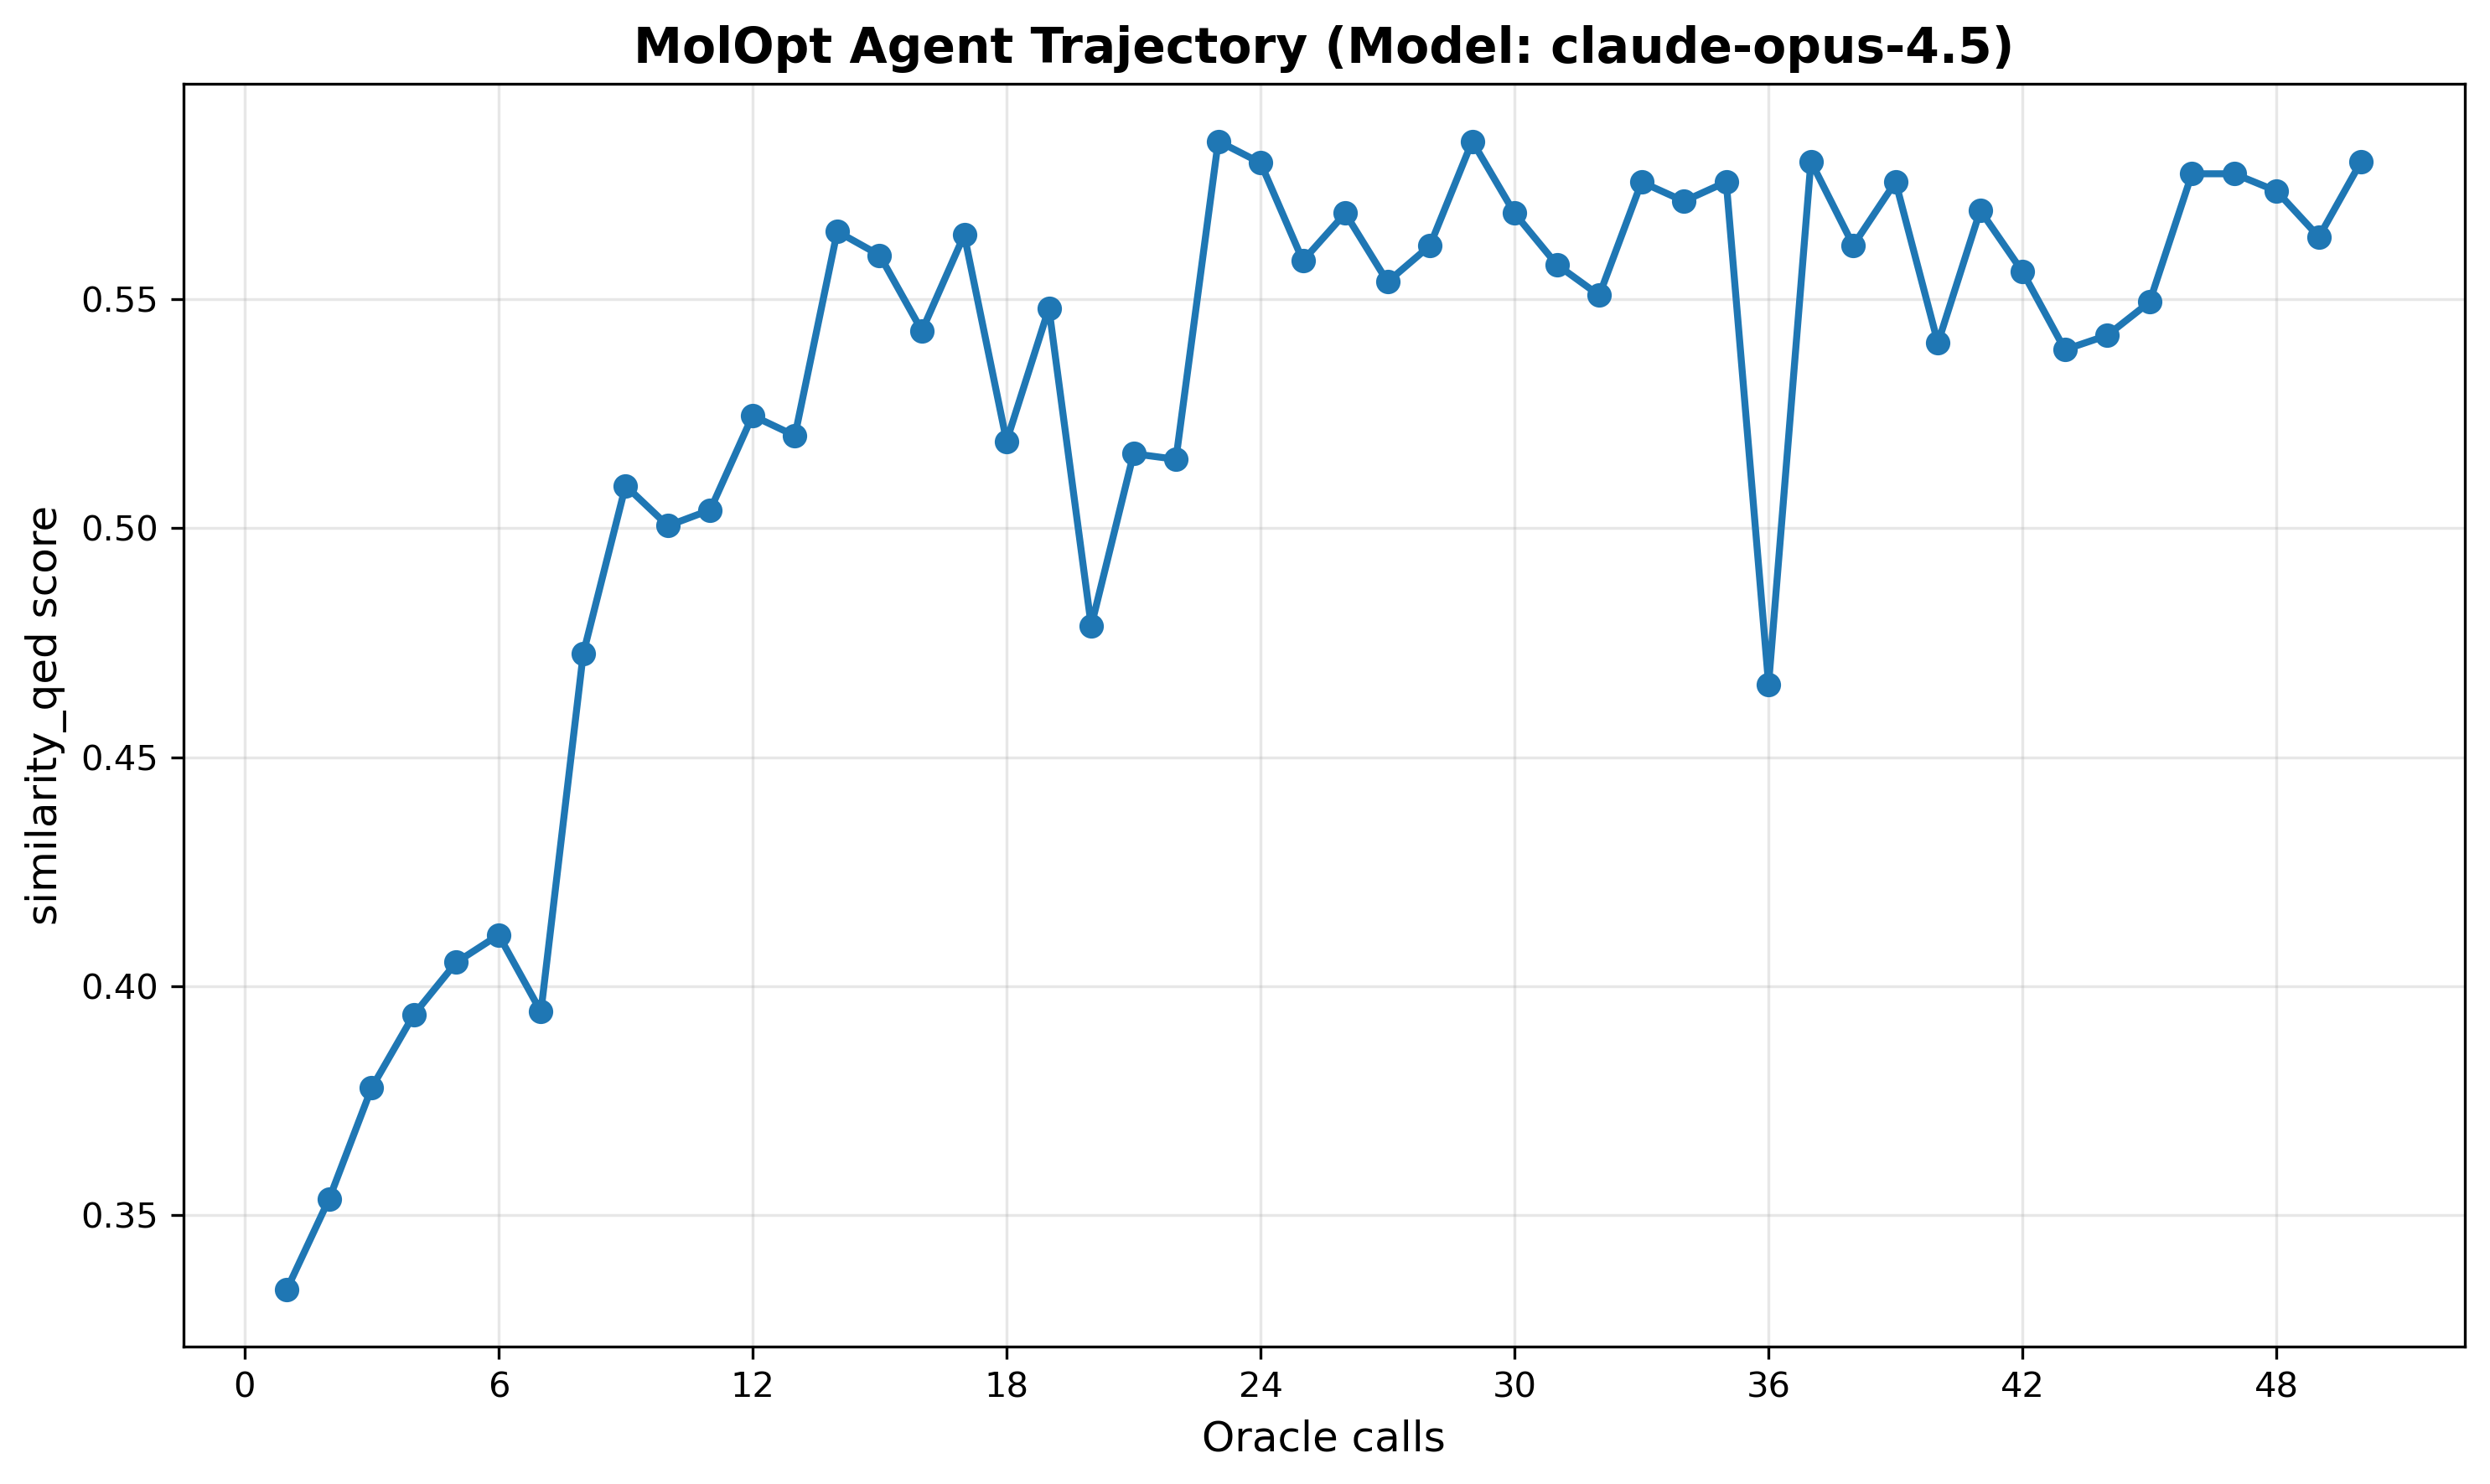 MolOpt Agent Trajectory (Model: claude-opus-4.5)
similarity_qed score
0.55
0.50
0.45
0.40
0.35
0 6 12 18 24 30 36 42 48
Oracle calls